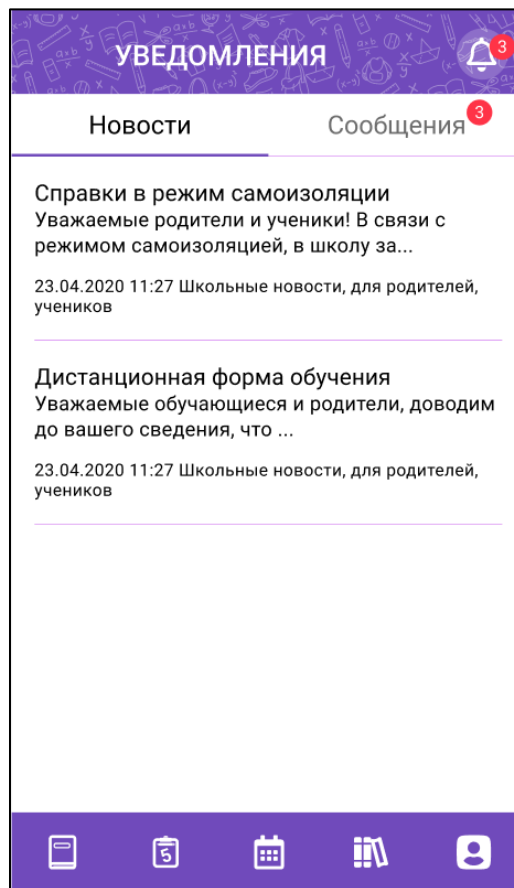 УВЕДОМЛЕНИЯ
3
Новости
Сообщения
3
Справки в режим самоизоляции
Уважаемые родители и ученики! В связи с
режимом самоизоляцией, в школу за...
23.04.2020 11:27 Школьные новости, для родителей,
учеников
Дистанционная форма обучения
Уважаемые обучающиеся и родители, доводим
до вашего сведения, что ...
23.04.2020 11:27 Школьные новости, для родителей,
учеников
5